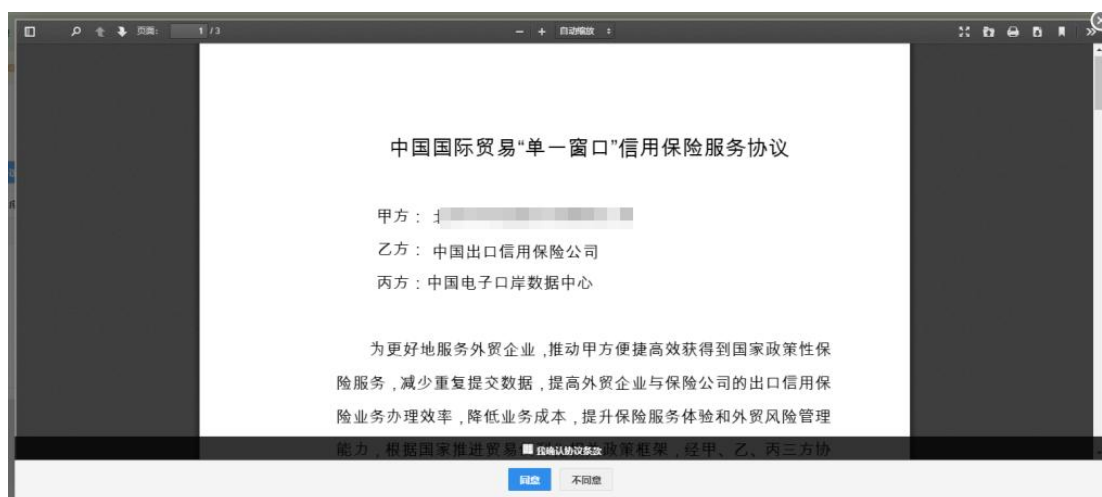 页面: 1 / 3
自动缩放
中国国际贸易“单一窗口”信用保险服务协议
甲方：
乙方：中国出口信用保险公司
丙方：中国电子口岸数据中心
为更好地服务外贸企业,推动甲方便捷高效获得到国家政策性保
险服务,减少重复提交数据,提高外贸企业与保险公司的出口信用保
险业务办理效率,降低业务成本,提升保险服务体验和外贸风险管理
能力,根据国家推进贸易 政策框架,经甲、乙、丙三方协
我确认协议条款
同意 不同意